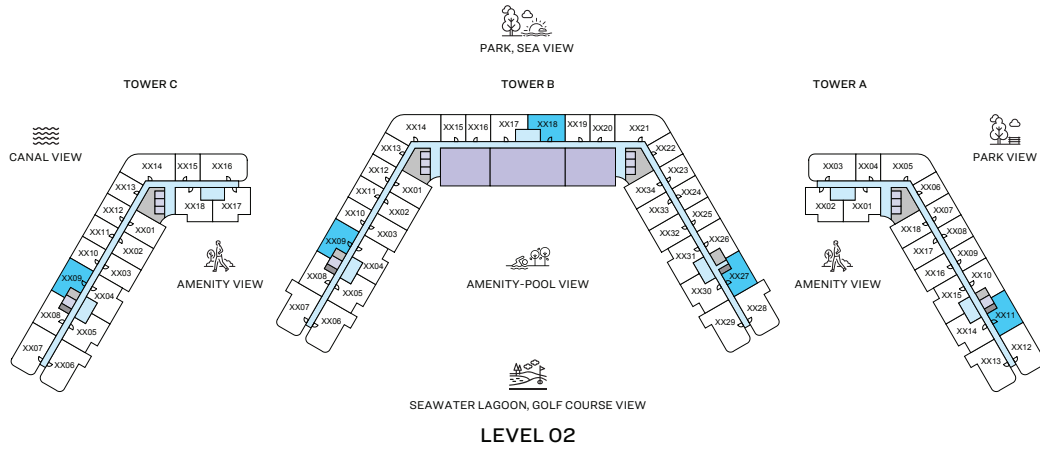 PARK, SEA VIEW
TOWER C
TOWER B
TOWER A
CANAL VIEW
PARK VIEW
XX14
XX15
XX16
XX13
XX12
XX11
XX10
XX09
XX08
XX07
XX06
XX05
XX04
XX03
XX02
XX01
XX18
XX17
XX14
XX15
XX16
XX17
XX18
XX19
XX20
XX21
XX13
XX12
XX11
XX10
XX09
XX08
XX07
XX06
XX05
XX04
XX03
XX02
XX01
XX22
XX23
XX24
XX25
XX26
XX27
XX28
XX29
XX30
XX31
XX32
XX33
XX34
XX03
XX04
XX05
XX02
XX01
XX06
XX07
XX08
XX09
XX10
XX11
XX12
XX13
XX14
XX15
XX16
XX17
XX18
AMENITY VIEW
AMENITY-POOL VIEW
AMENITY VIEW
SEAWATER LAGOON, GOLF COURSE VIEW
LEVEL 02